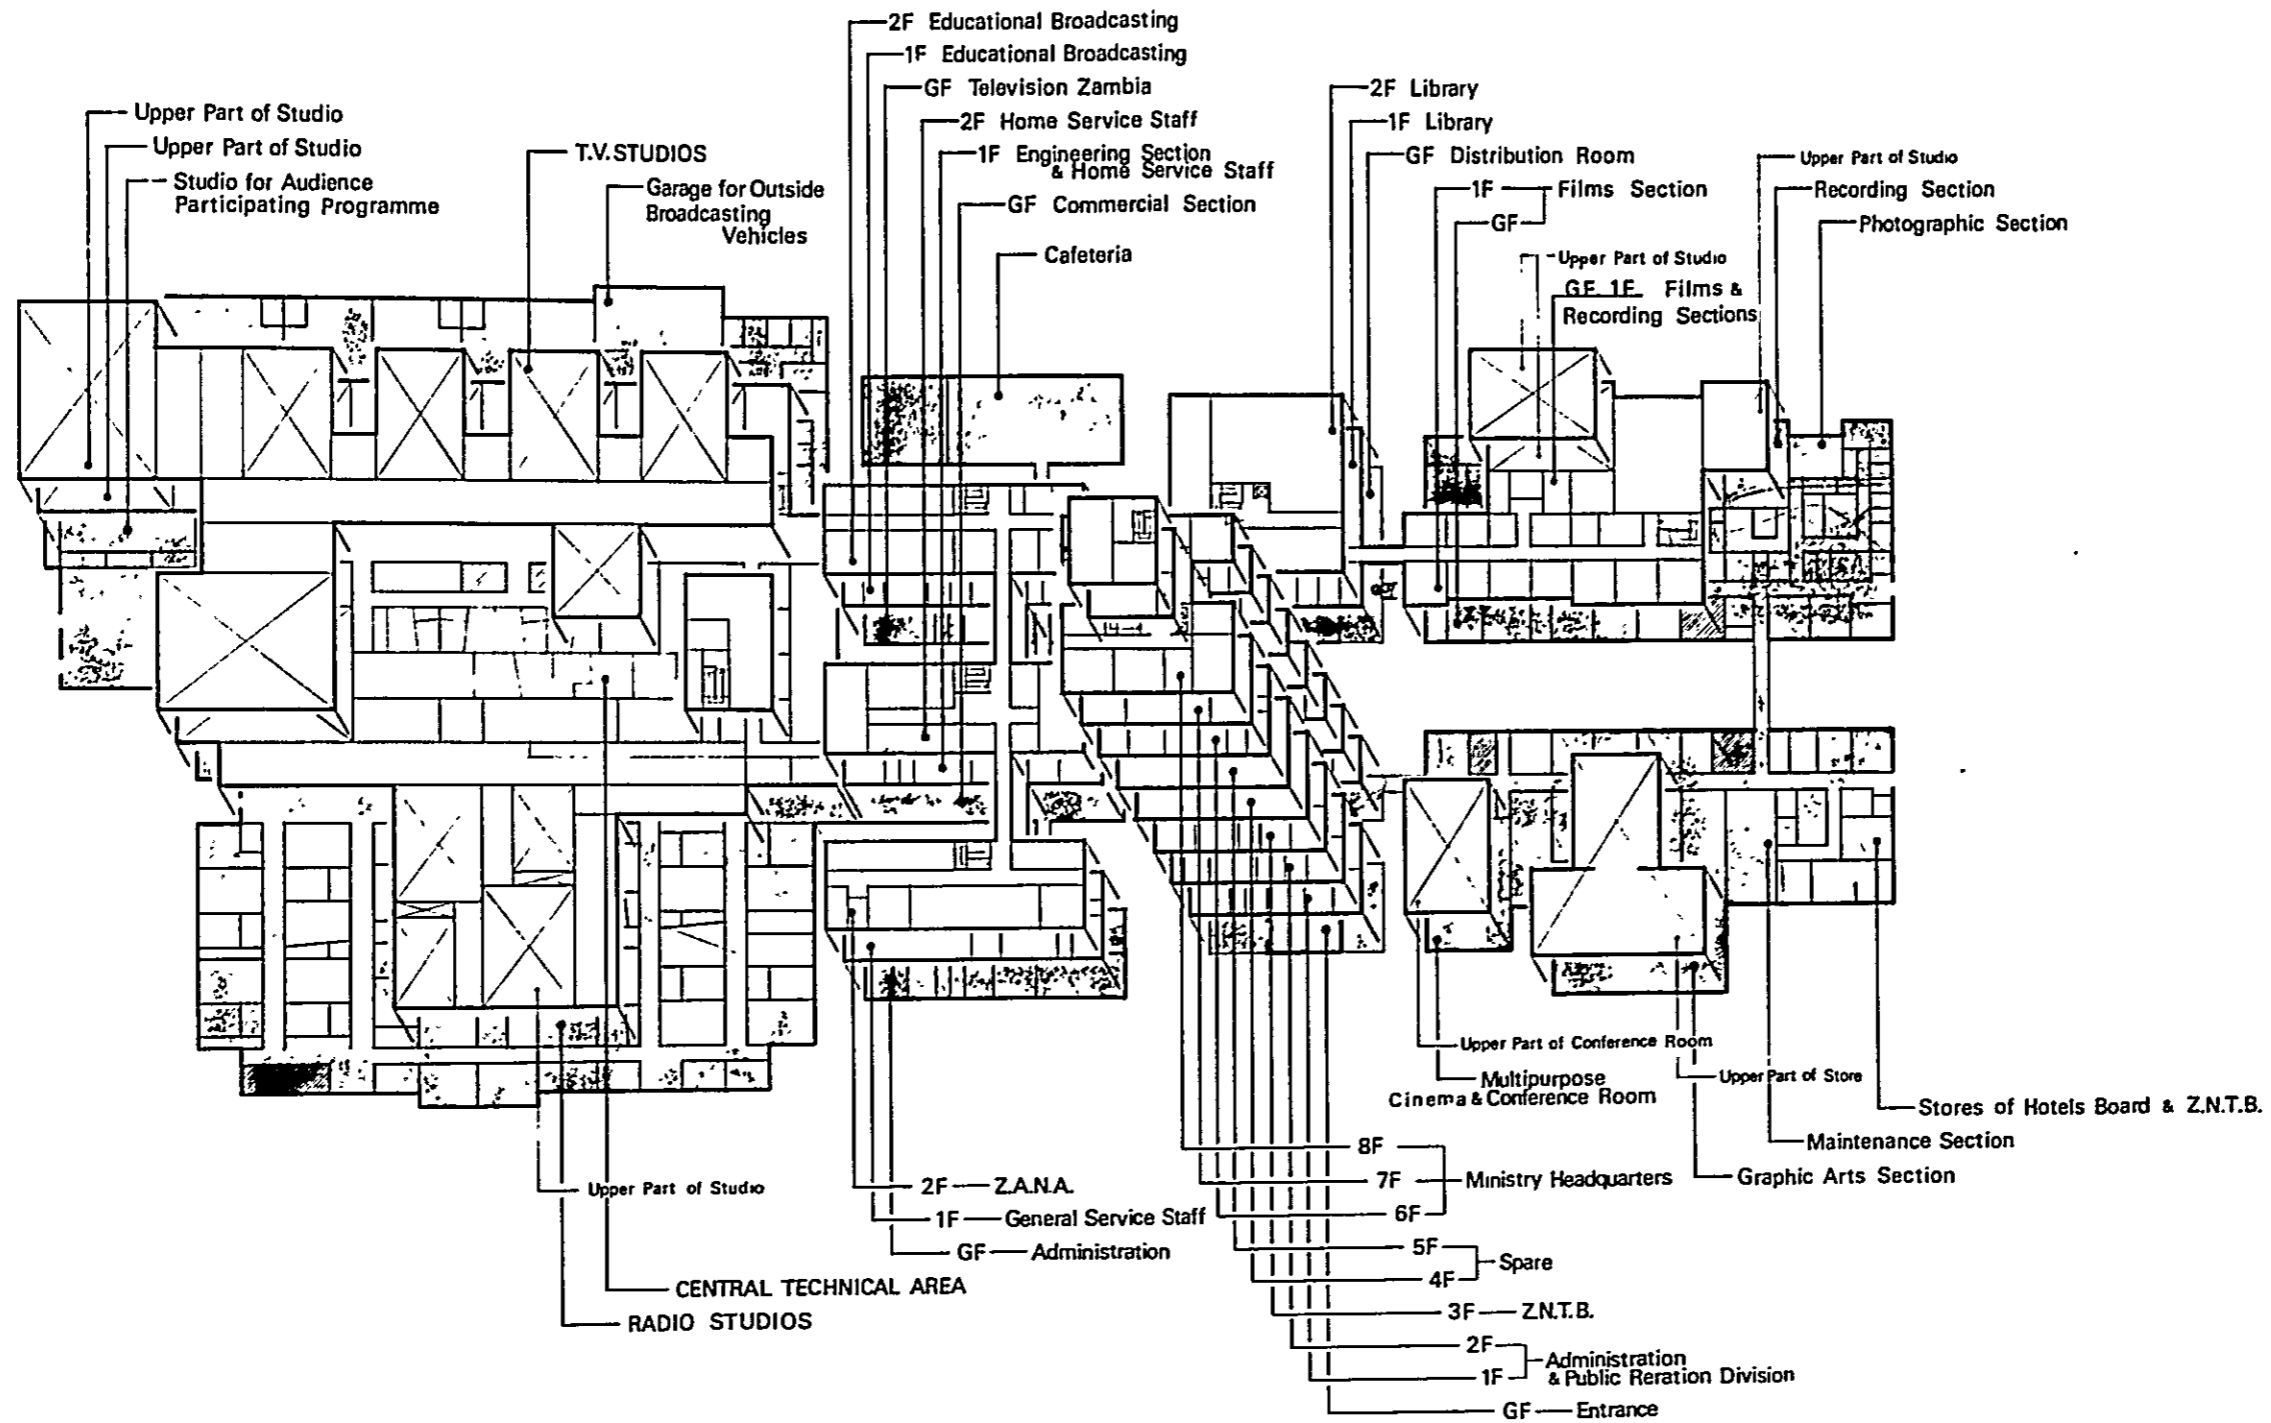 2F Educational Broadcasting
1F Educational Broadcasting
GF Television Zambia
2F Home Service Staff
1F Engineering Section
& Home Service Staff
GF Commercial Section
Cafeteria
Upper Part of Studio
Upper Part of Studio
Studio for Audience
Participating Programme
T.V. STUDIOS
Garage for Outside
Broadcasting
Vehicles
2F Library
1F Library
GF Distribution Room
1F Films Section
GF
Upper Part of Studio
GF. 1F. Films &
Recording Sections
Upper Part of Studio
Recording Section
Photographic Section
Upper Part of Conference Room
Multipurpose
Cinema & Conference Room
Upper Part of Store
Stores of Hotels Board & Z.N.T.B.
Maintenance Section
Graphic Arts Section
8F
7F Ministry Headquarters
6F
5F
Spare
4F
3F Z.N.T.B.
2F
Administration
& Public Reration Division
1F
GF Entrance
Upper Part of Studio
2F Z.A.N.A.
1F General Service Staff
GF Administration
CENTRAL TECHNICAL AREA
RADIO STUDIOS